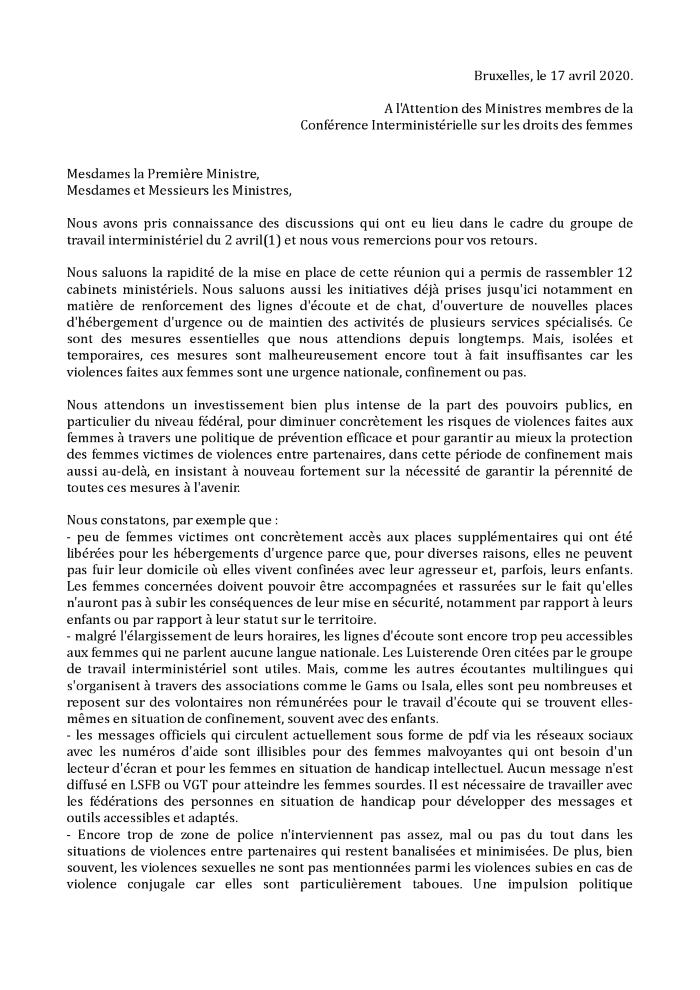 Bruxelles, le 17 avril 2020.
A l'Attention des Ministres membres de la
Conférence Interministérielle sur les droits des femmes
Mesdames la Première Ministre,
Mesdames et Messieurs les Ministres,
Nous avons pris connaissance des discussions qui ont eu lieu dans le cadre du groupe de
travail interministériel du 2 avril(1) et nous vous remercions pour vos retours.
Nous saluons la rapidité de la mise en place de cette réunion qui a permis de rassembler 12
cabinets ministériels. Nous saluons aussi les initiatives déjà prises jusqu'ici notamment en
matière de renforcement des lignes d'écoute et de chat, d'ouverture de nouvelles places
d'hébergement d'urgence ou de maintien des activités de plusieurs services spécialisés. Ce
sont des mesures essentielles que nous attendions depuis longtemps. Mais, isolées et
temporaires, ces mesures sont malheureusement encore tout à fait insuffisantes car les
violences faites aux femmes sont une urgence nationale, confinement ou pas.
Nous attendons un investissement bien plus intense de la part des pouvoirs publics, en
particulier du niveau fédéral, pour diminuer concrètement les risques de violences faites aux
femmes à travers une politique de prévention efficace et pour garantir au mieux la protection
des femmes victimes de violences entre partenaires, dans cette période de confinement mais
aussi au-delà, en insistant à nouveau fortement sur la nécessité de garantir la pérennité de
toutes ces mesures à l'avenir.
Nous constatons, par exemple que :
- peu de femmes victimes ont concrètement accès aux places supplémentaires qui ont été
libérées pour les hébergements d'urgence parce que, pour diverses raisons, elles ne peuvent
pas fuir leur domicile où elles vivent confinées avec leur agresseur et, parfois, leurs enfants.
Les femmes concernées doivent pouvoir être accompagnées et rassurées sur le fait qu'elles
n'auront pas à subir les conséquences de leur mise en sécurité, notamment par rapport à leurs
enfants ou par rapport à leur statut sur le territoire.
- malgré l'élargissement de leurs horaires, les lignes d'écoute sont encore trop peu accessibles
aux femmes qui ne parlent aucune langue nationale. Les Luisterende Oren citées par le groupe
de travail interministériel sont utiles. Mais, comme les autres écoutantes multilingues qui
s'organisent à travers des associations comme le Gams ou Isala, elles sont peu nombreuses et
reposent sur des volontaires non rémunérées pour le travail d'écoute qui se trouvent elles-
mêmes en situation de confinement, souvent avec des enfants.
- les messages officiels qui circulent actuellement sous forme de pdf via les réseaux sociaux
avec les numéros d'aide sont illisibles pour des femmes malvoyantes qui ont besoin d'un
lecteur d'écran et pour les femmes en situation de handicap intellectuel. Aucun message n'est
diffusé en LSFB ou VGT pour atteindre les femmes sourdes. Il est nécessaire de travailler avec
les fédérations des personnes en situation de handicap pour développer des messages et
outils accessibles et adaptés.
- Encore trop de zone de police n'interviennent pas assez, mal ou pas du tout dans les
situations de violences entre partenaires qui restent banalisées et minimisées. De plus, bien
souvent, les violences sexuelles ne sont pas mentionnées parmi les violences subies en cas de
violence conjugale car elles sont particulièrement taboues. Une impulsion politique